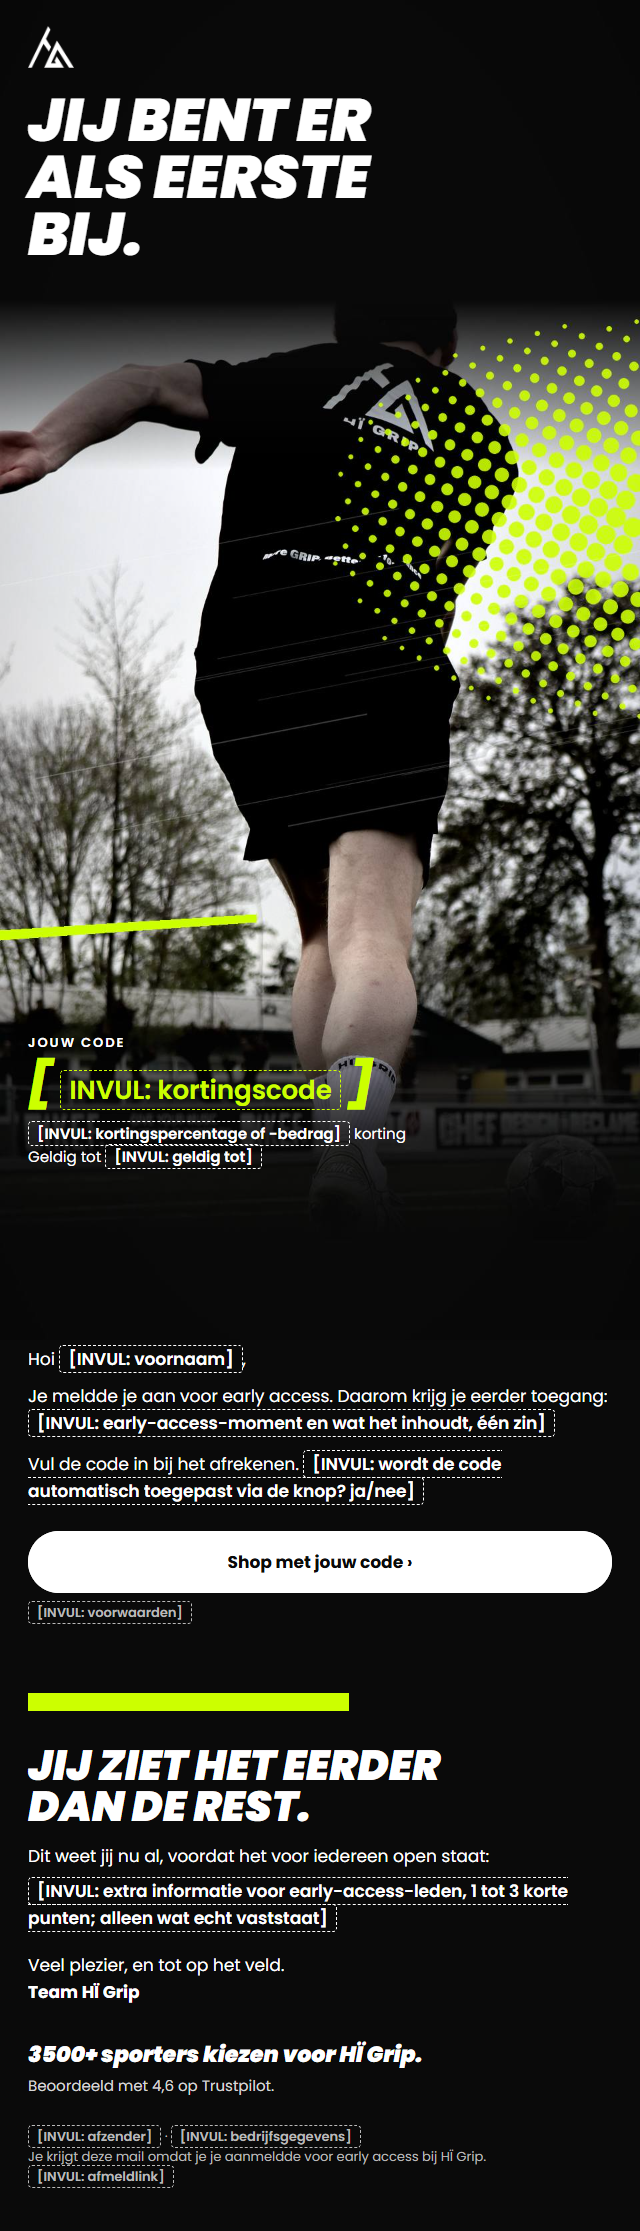 JIJ BENT ER
ALS EERSTE
BIJ.
HÏ GRIP
JOUW CODE
[ INVUL: kortingscode ]
[INVUL: kortingspercentage of -bedrag] korting
Geldig tot [INVUL: geldig tot]
Hoi [INVUL: voornaam] ,
Je meldde je aan voor early access. Daarom krijg je eerder toegang:
[INVUL: early-access-moment en wat het inhoudt, één zin]
Vul de code in bij het afrekenen. [INVUL: wordt de code
automatisch toegepast via de knop? ja/nee]
Shop met jouw code ›
[INVUL: voorwaarden]
JIJ ZIET HET EERDER
DAN DE REST.
Dit weet jij nu al, voordat het voor iedereen open staat:
[INVUL: extra informatie voor early-access-leden, 1 tot 3 korte
punten; alleen wat echt vaststaat]
Veel plezier, en tot op het veld.
Team HÏ Grip
3500+ sporters kiezen voor HÏ Grip.
Beoordeeld met 4,6 op Trustpilot.
[INVUL: afzender] · [INVUL: bedrijfsgegevens]
Je krijgt deze mail omdat je je aanmeldde voor early access bij HÏ Grip.
[INVUL: afmeldlink]